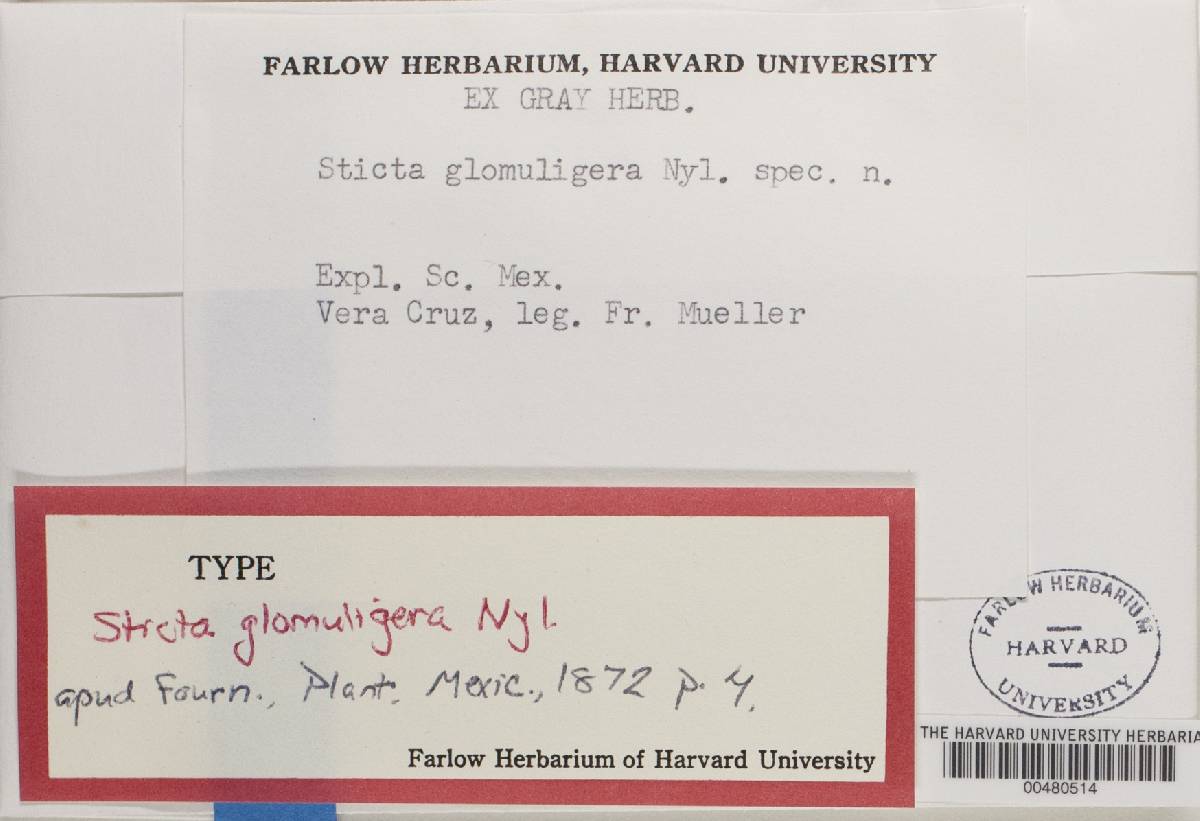 FARLOW HERBARIUM, HARVARD UNIVERSITY
EX GRAY HERB.
Sticta glomuligera Nyl. spec. n.
Expl. Sc. Mex.
Vera Cruz, leg. Fr. Mueller
TYPE
Sticta glomuligera Nyl.
apud Fourn., Plant. Mexic., 1872 p. 4.
Farlow Herbarium of Harvard University
FARLOW HERBARIUM
HARVARD
UNIVERSITY
THE HARVARD UNIVERSITY HERBARIA
00480514